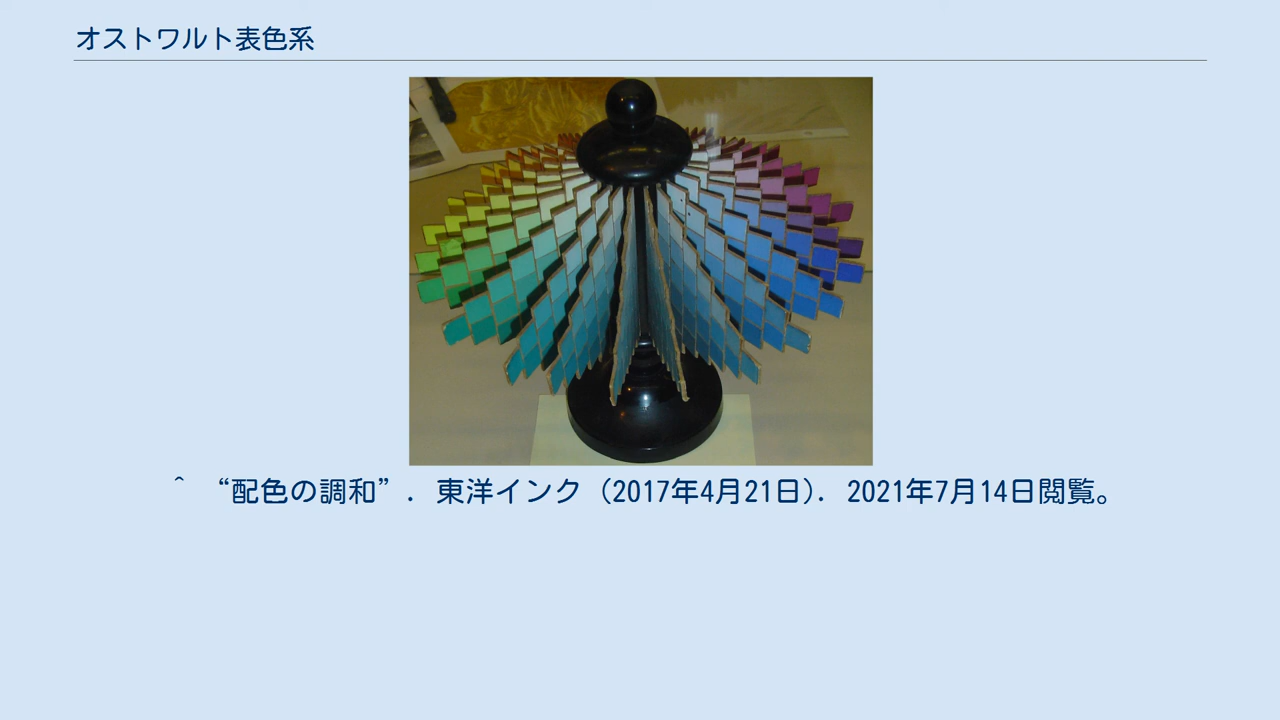 オストワルト表色系
^ “配色の調和”. 東洋インク (2017年4月21日). 2021年7月14日閲覧。